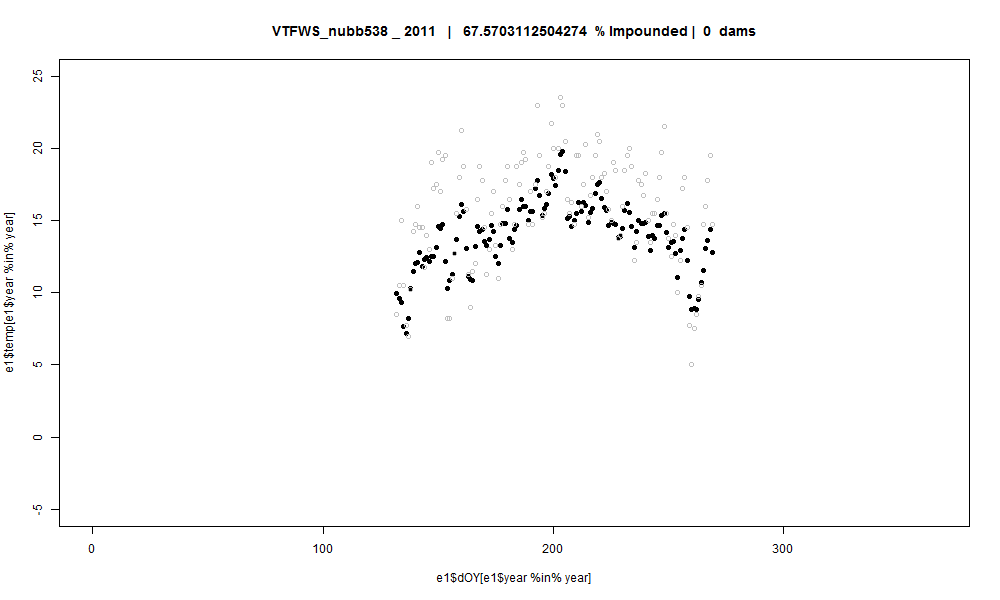 VTFWS_nubb538 _ 2011 | 67.5703112504274 % Impounded | 0 dams
25
20
15
10
5
0
-5
e1$temp[e1$year %in% year]
0 100 200 300
e1$dOY[e1$year %in% year]